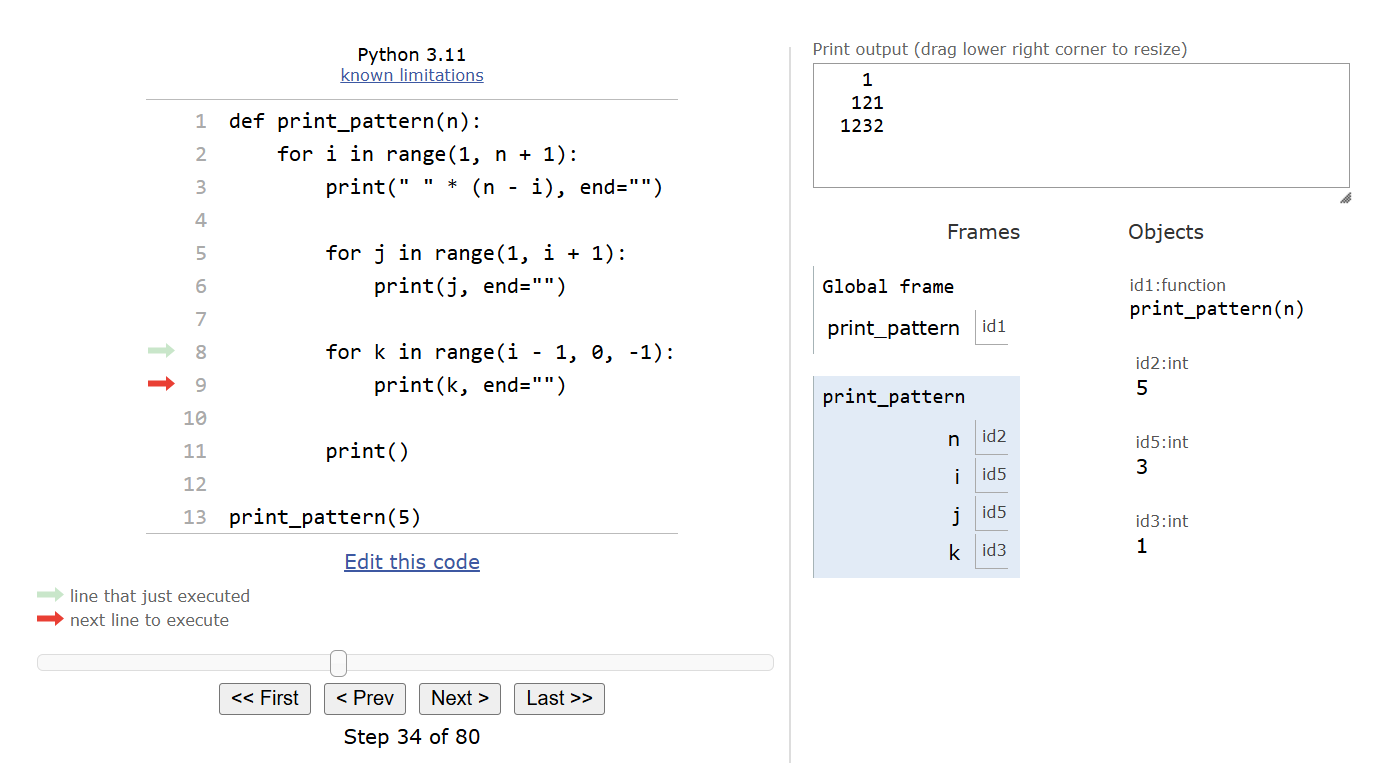 Python 3.11
known limitations
1 def print_pattern(n):
2     for i in range(1, n + 1):
3         print(" " * (n - i), end="")
4
5         for j in range(1, i + 1):
6             print(j, end="")
7
8         for k in range(i - 1, 0, -1):
9             print(k, end="")
10
11         print()
12
13 print_pattern(5)
Edit this code
line that just executed
next line to execute
<< First < Prev Next > Last >>
Step 34 of 80
Print output (drag lower right corner to resize)
    1
   121
  1232
Frames Objects
Global frame
print_pattern id1
print_pattern
n id2
i id5
j id5
k id3
id1:function
print_pattern(n)
id2:int
5
id5:int
3
id3:int
1